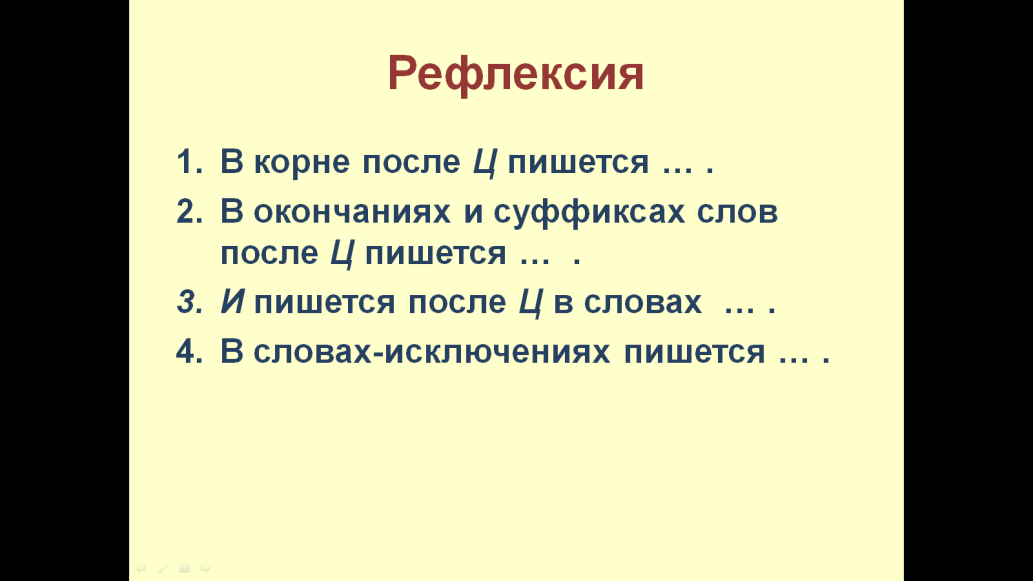 Рефлексия
1. В корне после Ц пишется … .
2. В окончаниях и суффиксах слов
после Ц пишется … .
3. И пишется после Ц в словах … .
4. В словах-исключениях пишется … .